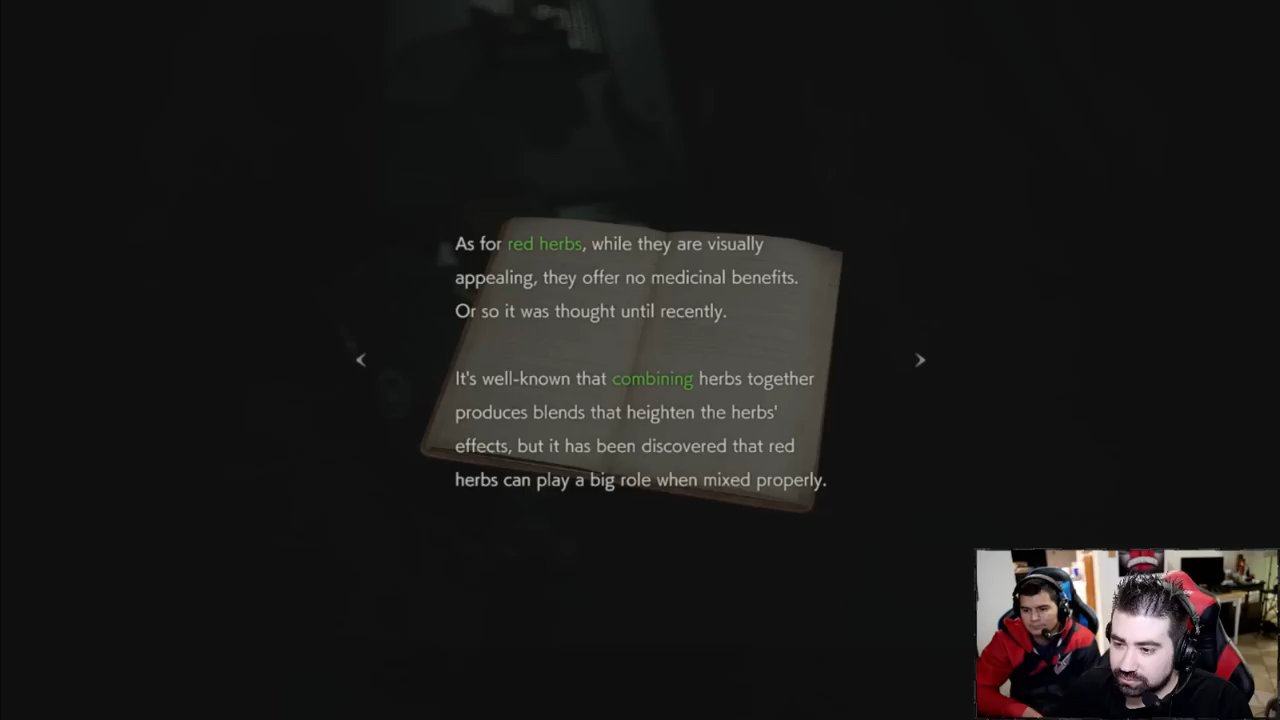 As for red herbs, while they are visually
appealing, they offer no medicinal benefits.
Or so it was thought until recently.
It's well-known that combining herbs together
produces blends that heighten the herbs'
effects, but it has been discovered that red
herbs can play a big role when mixed properly.